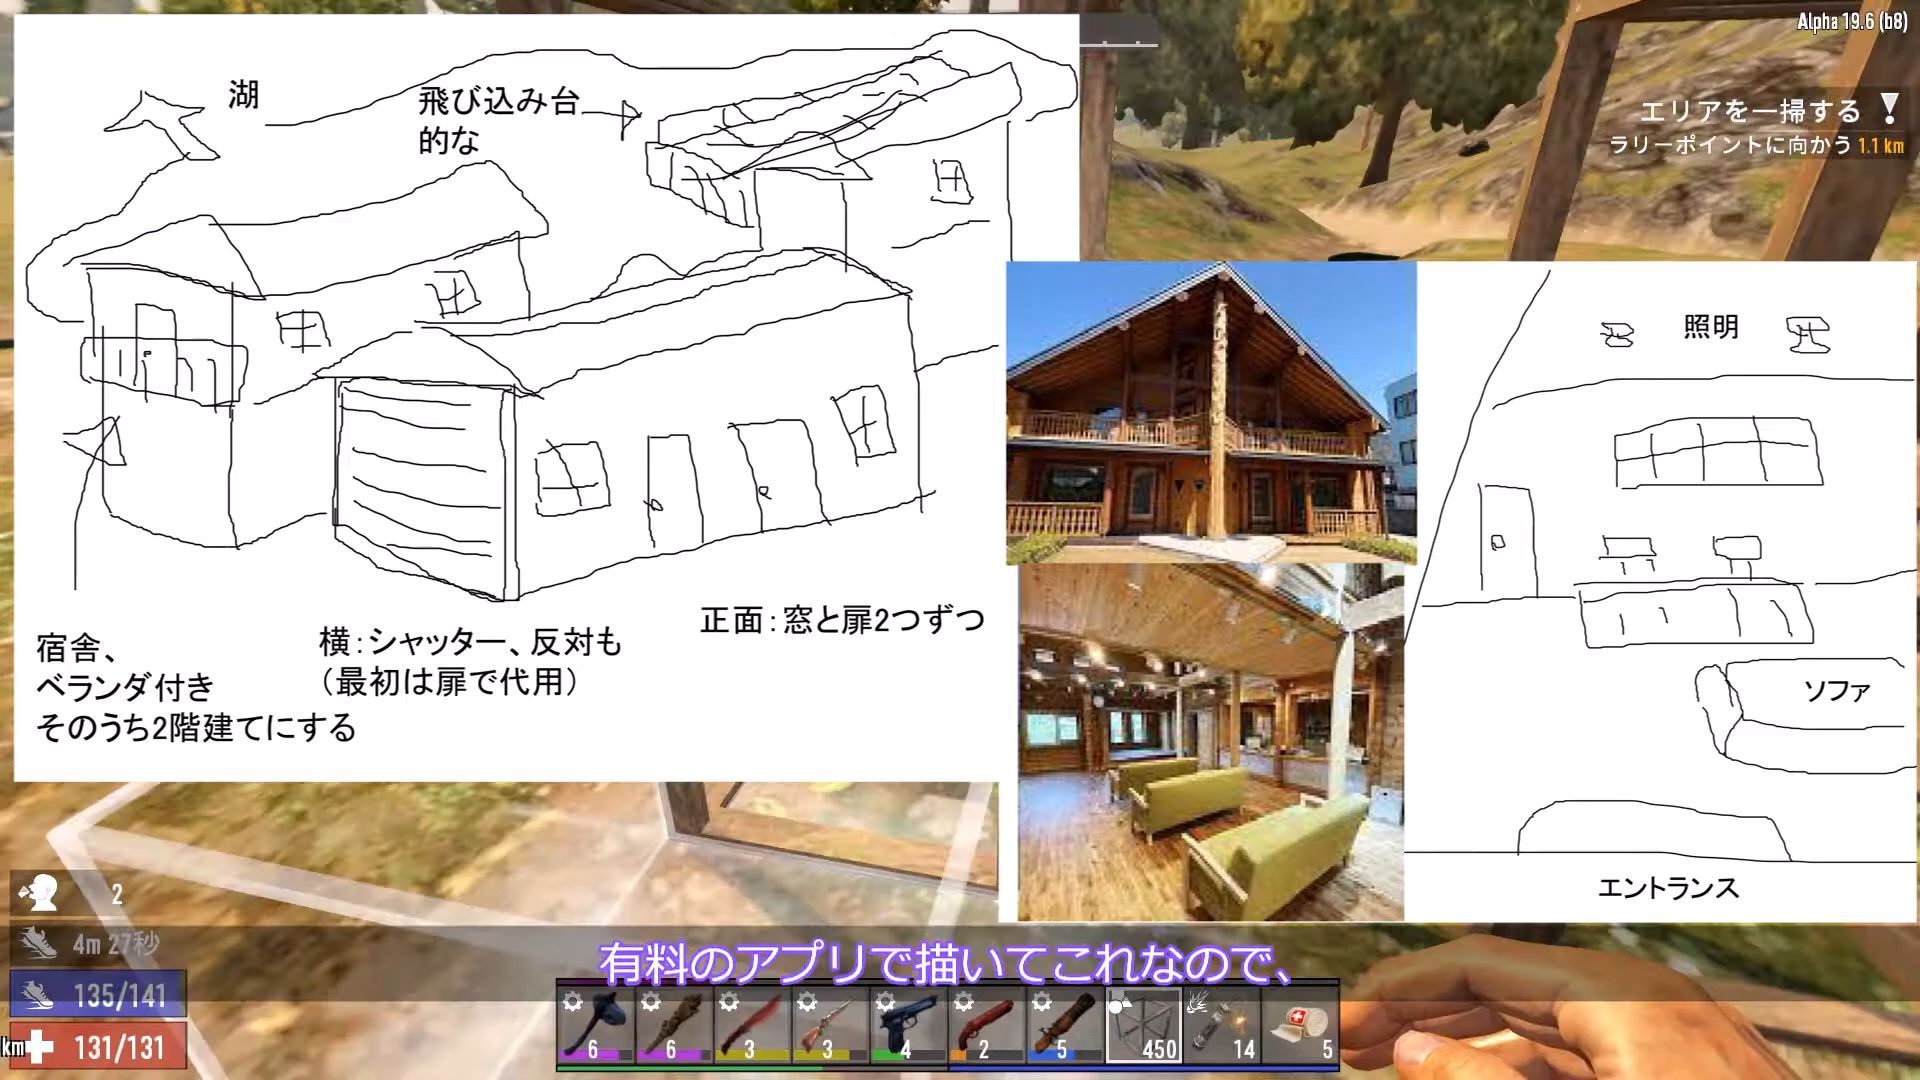 Alpha 19.6 (b8)
湖
飛び込み台
的な
エリアを一掃する
ラリーポイントに向かう 1.1 km
照明
宿舎、
ベランダ付き
そのうち2階建てにする
横：シャッター、反対も
（最初は扉で代用）
正面：窓と扉2つずつ
ソファ
エントランス
2
4m 27秒
135/141
km
131/131
有料のアプリで描いてこれなので、
6 6 3 3 4 2 5 450 14 5